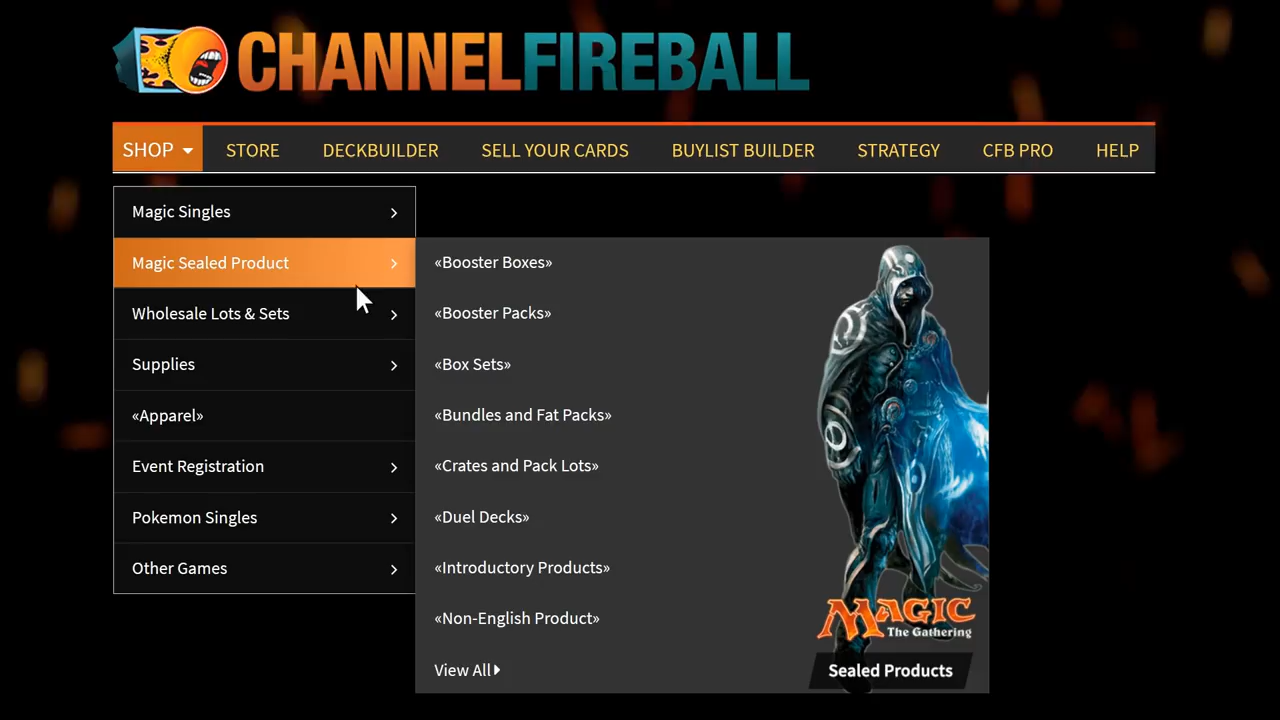 CHANNELFIREBALL
SHOP
STORE
DECKBUILDER
SELL YOUR CARDS
BUYLIST BUILDER
STRATEGY
CFB PRO
HELP
Magic Singles
Magic Sealed Product
Wholesale Lots & Sets
Supplies
«Apparel»
Event Registration
Pokemon Singles
Other Games
«Booster Boxes»
«Booster Packs»
«Box Sets»
«Bundles and Fat Packs»
«Crates and Pack Lots»
«Duel Decks»
«Introductory Products»
«Non-English Product»
View All
MAGIC
The Gathering
Sealed Products